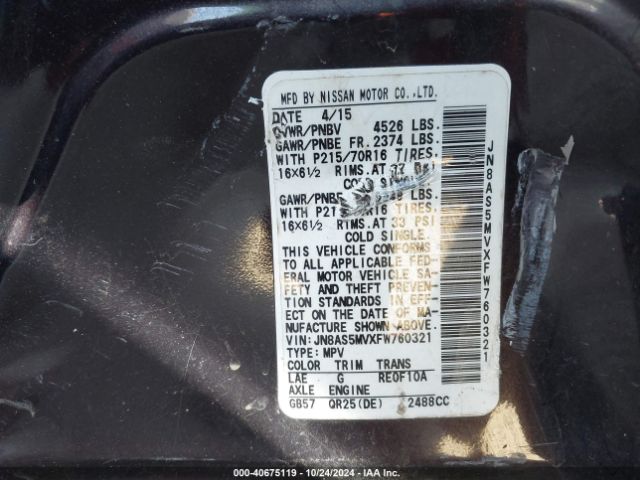 MFD BY NISSAN MOTOR CO.,LTD.
DATE 4/15
GVWR/PNBV 4526 LBS.
GAWR/PNBE FR. 2374 LBS.
WITH P215/70R16 TIRES.
16X6½ RIMS.AT
COLD
GAWR/PNBE LBS.
WITH TIRES.
16X6½ RIMS.AT 33 PSI
COLD SINGLE.
THIS VEHICLE CONFORMS
TO ALL APPLICABLE FED-
ERAL MOTOR VEHICLE SA-
FETY AND THEFT PREVEN-
TION STANDARDS IN EFF-
ECT ON THE DATE OF MA-
NUFACTURE SHOWN ABOVE.
VIN:JN8AS5MVXFW760321
TYPE:MPV
COLOR TRIM TRANS
LAE G RE0F10A
AXLE ENGINE
GB57 QR25(DE) 2488CC
JN8AS5MVXFW760321
000-40675119 - 10/24/2024 - IAA Inc.